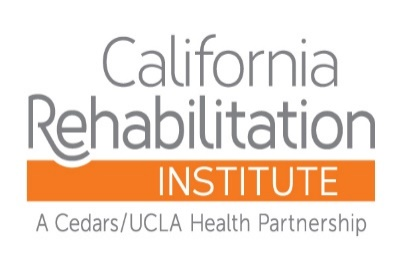 California
Rehabilitation
INSTITUTE
A Cedars/UCLA Health Partnership